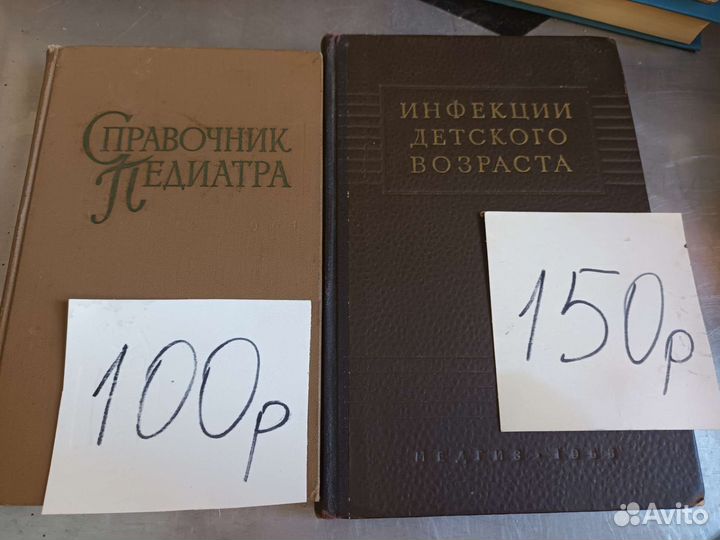 СПРАВОЧНИК
ПЕДИАТРА
100р
ИНФЕКЦИИ
ДЕТСКОГО
ВОЗРАСТА
150р
МЕДГИЗ
Avito